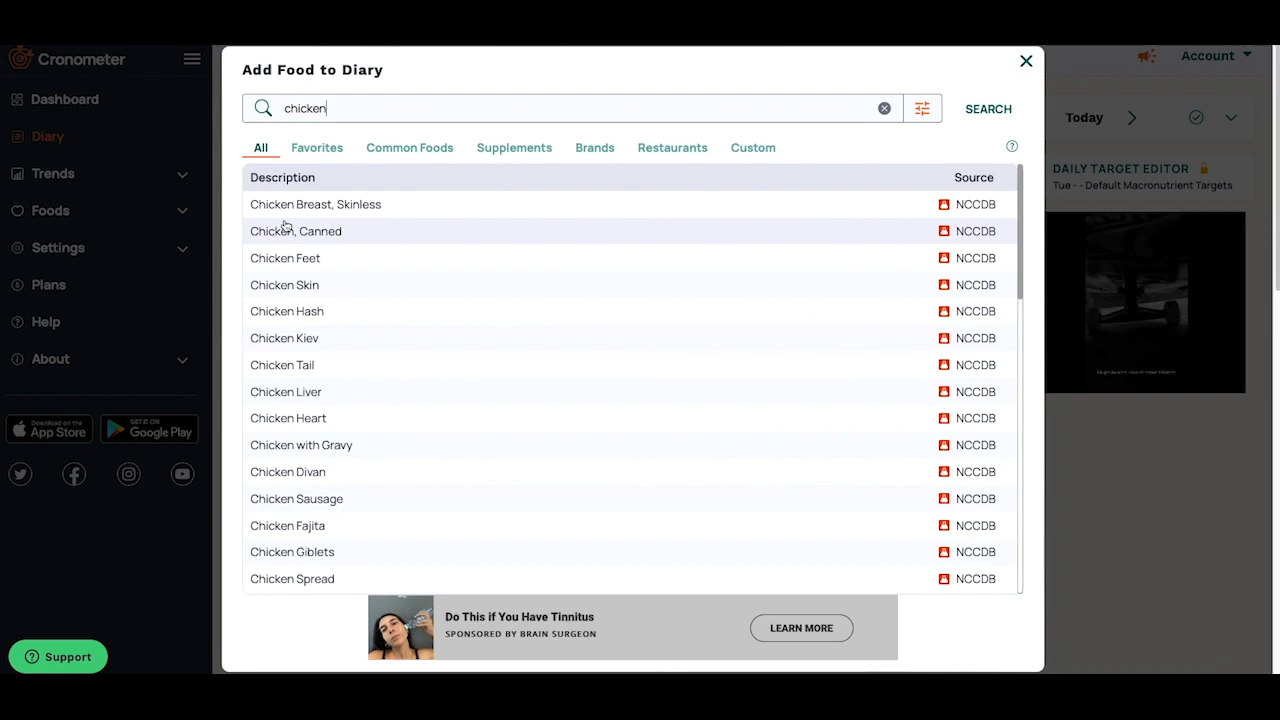 Cronometer
Dashboard
Diary
Trends
Foods
Settings
Plans
Help
About
Download on the
App Store
GET IT ON
Google Play
Support
Add Food to Diary
chicken
SEARCH
All Favorites Common Foods Supplements Brands Restaurants Custom
Description Source
Chicken Breast, Skinless NCCDB
Chicken, Canned NCCDB
Chicken Feet NCCDB
Chicken Skin NCCDB
Chicken Hash NCCDB
Chicken Kiev NCCDB
Chicken Tail NCCDB
Chicken Liver NCCDB
Chicken Heart NCCDB
Chicken with Gravy NCCDB
Chicken Divan NCCDB
Chicken Sausage NCCDB
Chicken Fajita NCCDB
Chicken Giblets NCCDB
Chicken Spread NCCDB
Do This if You Have Tinnitus
SPONSORED BY BRAIN SURGEON
LEARN MORE
Account
Today
DAILY TARGET EDITOR
Tue - - Default Macronutrient Targets